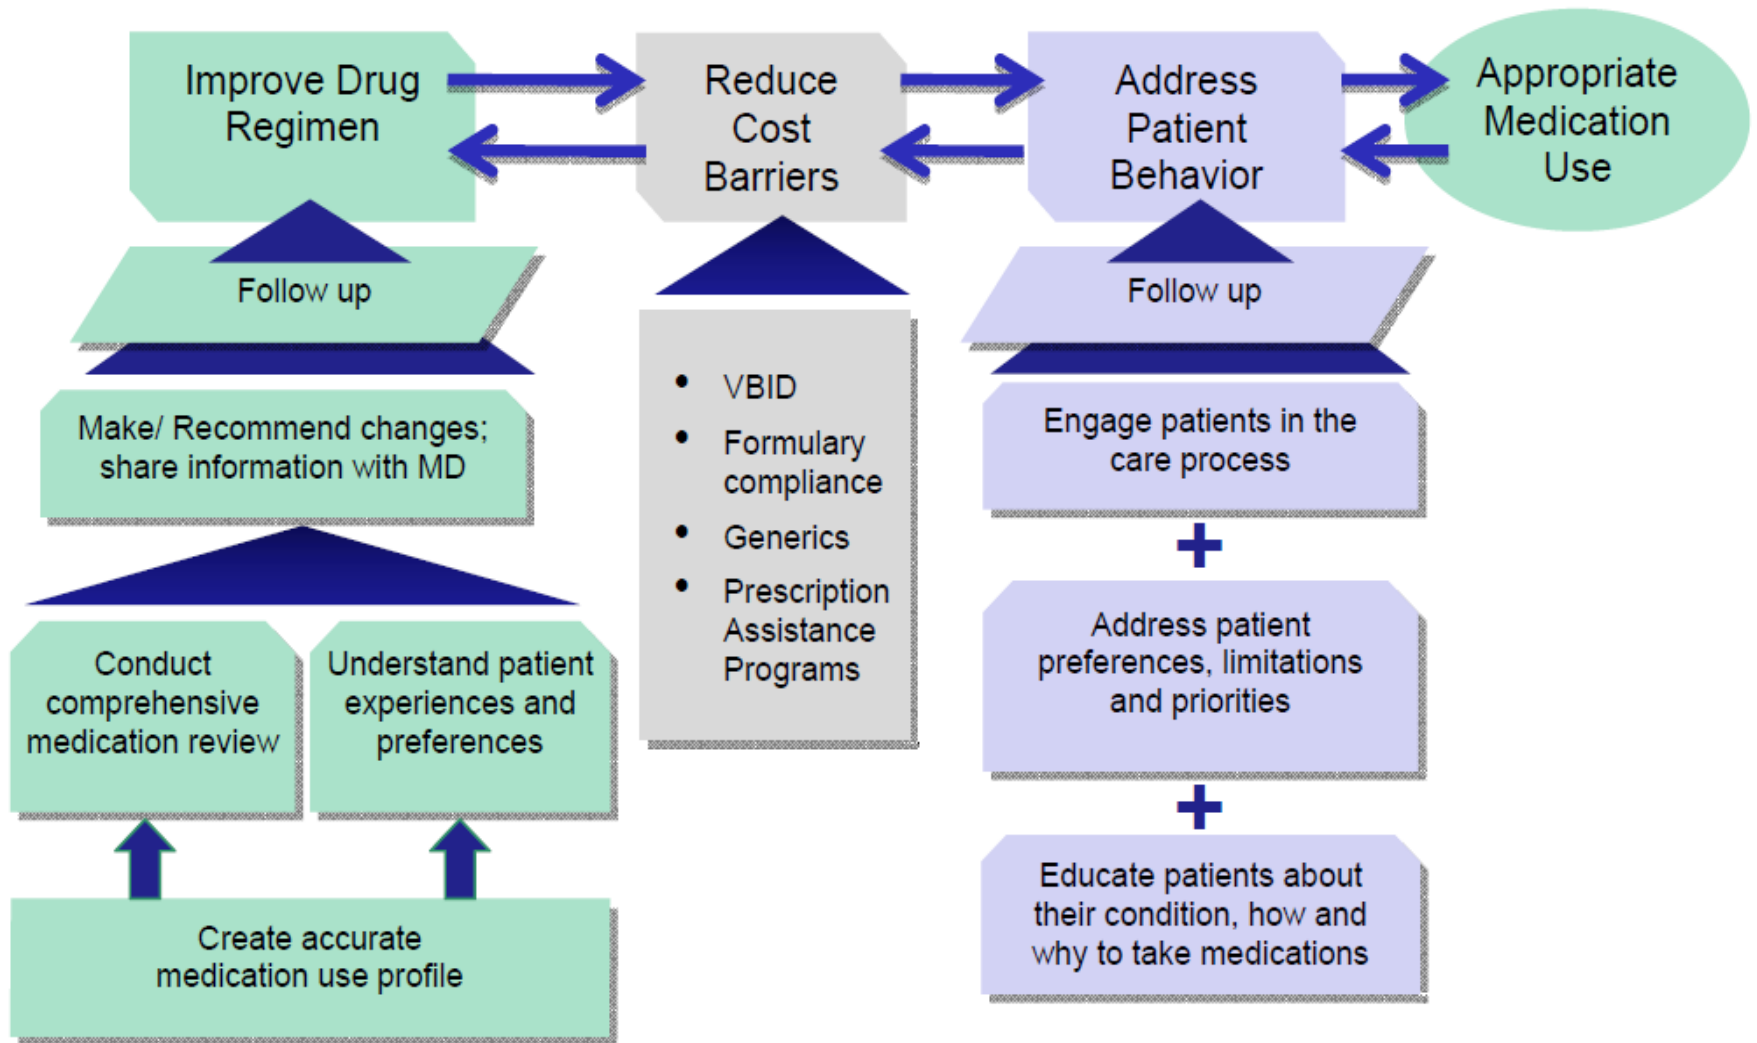 Improve Drug
Regimen
Reduce
Cost
Barriers
Address
Patient
Behavior
Appropriate
Medication
Use
Follow up
Make/ Recommend changes;
share information with MD
Conduct
comprehensive
medication review
Understand patient
experiences and
preferences
Create accurate
medication use profile
• VBID
• Formulary
compliance
• Generics
• Prescription
Assistance
Programs
Follow up
Engage patients in the
care process
+
Address patient
preferences, limitations
and priorities
+
Educate patients about
their condition, how and
why to take medications